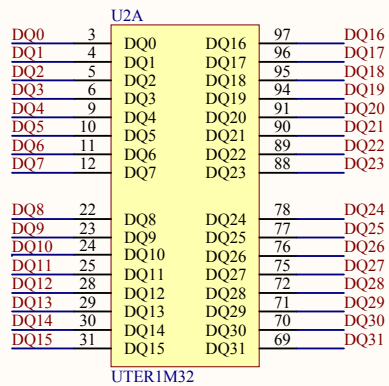 U2A
DQ0 3 DQ0 DQ16 97 DQ16
DQ1 4 DQ1 DQ17 96 DQ17
DQ2 5 DQ2 DQ18 95 DQ18
DQ3 6 DQ3 DQ19 94 DQ19
DQ4 9 DQ4 DQ20 91 DQ20
DQ5 10 DQ5 DQ21 90 DQ21
DQ6 11 DQ6 DQ22 89 DQ22
DQ7 12 DQ7 DQ23 88 DQ23
DQ8 22 DQ8 DQ24 78 DQ24
DQ9 23 DQ9 DQ25 77 DQ25
DQ10 24 DQ10 DQ26 76 DQ26
DQ11 25 DQ11 DQ27 75 DQ27
DQ12 28 DQ12 DQ28 72 DQ28
DQ13 29 DQ13 DQ29 71 DQ29
DQ14 30 DQ14 DQ30 70 DQ30
DQ15 31 DQ15 DQ31 69 DQ31
UTER1M32